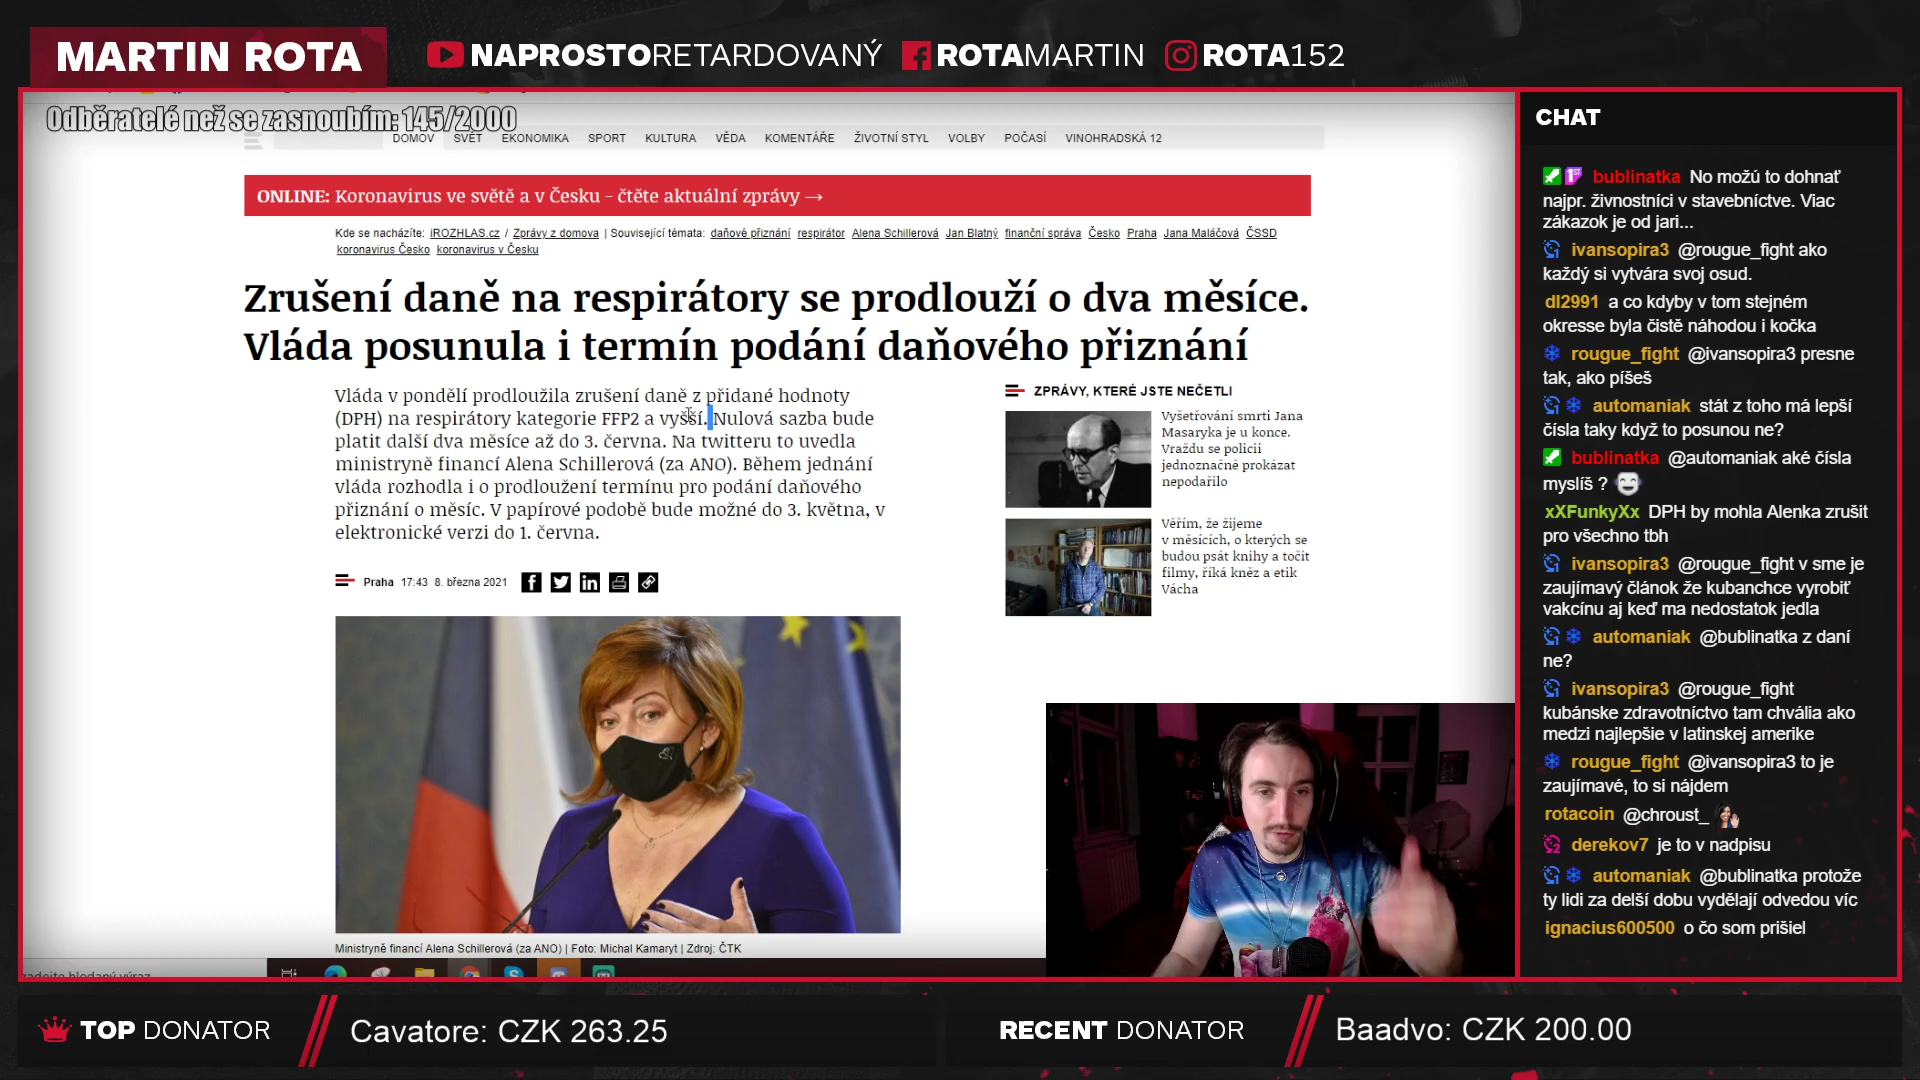 MARTIN ROTA
NAPROSTORETARDOVANÝ
ROTAMARTIN
ROTA152
Odběratelé než se zasnoubím: 145/2000
DOMOV SVĚT EKONOMIKA SPORT KULTURA VĚDA KOMENTÁŘE ŽIVOTNÍ STYL VOLBY POČASÍ VINOHRADSKÁ 12
ONLINE: Koronavirus ve světě a v Česku – čtěte aktuální zprávy →
Kde se nacházíte: iROZHLAS.cz / Zprávy z domova | Související témata: daňové přiznání respirátor Alena Schillerová Jan Blatný finanční správa Česko Praha Jana Maláčová ČSSD
koronavirus Česko koronavirus v Česku
Zrušení daně na respirátory se prodlouží o dva měsíce.
Vláda posunula i termín podání daňového přiznání
Vláda v pondělí prodloužila zrušení daně z přidané hodnoty
(DPH) na respirátory kategorie FFP2 a vyšší. Nulová sazba bude
platit další dva měsíce až do 3. června. Na twitteru to uvedla
ministryně financí Alena Schillerová (za ANO). Během jednání
vláda rozhodla i o prodloužení termínu pro podání daňového
přiznání o měsíc. V papírové podobě bude možné do 3. května, v
elektronické verzi do 1. června.
Praha 17:43 8. března 2021
Ministryně financí Alena Schillerová (za ANO) | Foto: Michal Kamaryt | Zdroj: ČTK
ZPRÁVY, KTERÉ JSTE NEČETLI
Vyšetřování smrti Jana
Masaryka je u konce.
Vraždu se policii
jednoznačně prokázat
nepodařilo
Věřím, že žijeme
v měsících, o kterých se
budou psát knihy a točit
filmy, říká kněz a etik
Vácha
CHAT
bublinatka No možú to dohnať
najpr. živnostníci v stavebníctve. Viac
zákazok je od jari...
ivansopira3 @rougue_fight ako
každý si vytvára svoj osud.
dl2991 a co kdyby v tom stejném
okresse byla čistě náhodou i kočka
rougue_fight @ivansopira3 presne
tak, ako píšeš
automaniak stát z toho má lepší
čísla taky když to posunou ne?
bublinatka @automaniak aké čísla
myslíš ?
xXFunkyXx DPH by mohla Alenka zrušit
pro všechno tbh
ivansopira3 @rougue_fight v sme je
zaujímavý článok že kubanchce vyrobiť
vakcínu aj keď ma nedostatok jedla
automaniak @bublinatka z daní
ne?
ivansopira3 @rougue_fight
kubánske zdravotníctvo tam chvália ako
medzi najlepšie v latinskej amerike
rougue_fight @ivansopira3 to je
zaujímavé, to si nájdem
rotacoin @chroust_
derekov7 je to v nadpisu
automaniak @bublinatka protože
ty lidi za delší dobu vydělají odvedou víc
ignacius600500 o čo som prišiel
TOP DONATOR
Cavatore: CZK 263.25
RECENT DONATOR
Baadvo: CZK 200.00